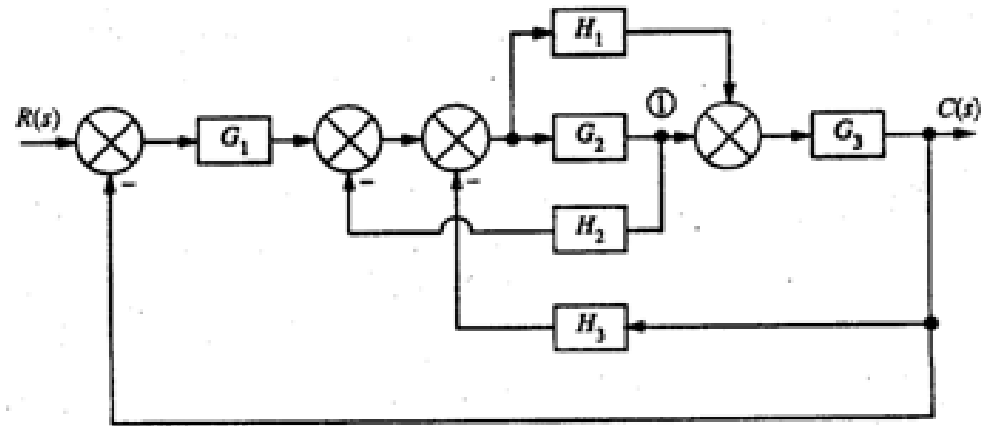 H₁
①
R(s)
C(s)
G₁
G₂
G₃
-
-
-
H₂
H₃